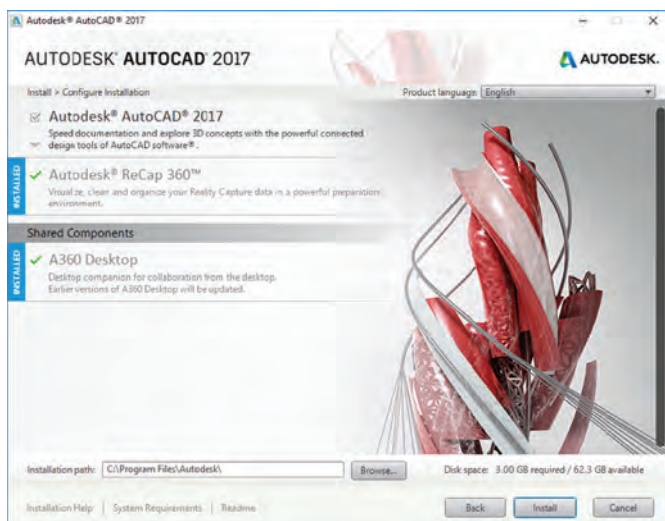 Autodesk® AutoCAD® 2017
AUTODESK® AUTOCAD® 2017
AUTODESK.
Install > Configure Installation
Product language: English
Autodesk® AutoCAD® 2017
Speed documentation and explore 3D concepts with the powerful connected
design tools of AutoCAD software®.
INSTALLED
Autodesk® ReCap 360™
Visualize, clean and organize your Reality Capture data in a powerful preparation
environment.
Shared Components
INSTALLED
A360 Desktop
Desktop companion for collaboration from the desktop.
Earlier versions of A360 Desktop will be updated.
Installation path: C:\Program Files\Autodesk\ Browse... Disk space: 3.00 GB required / 62.3 GB available
Installation Help | System Requirements | Readme Back Install Cancel